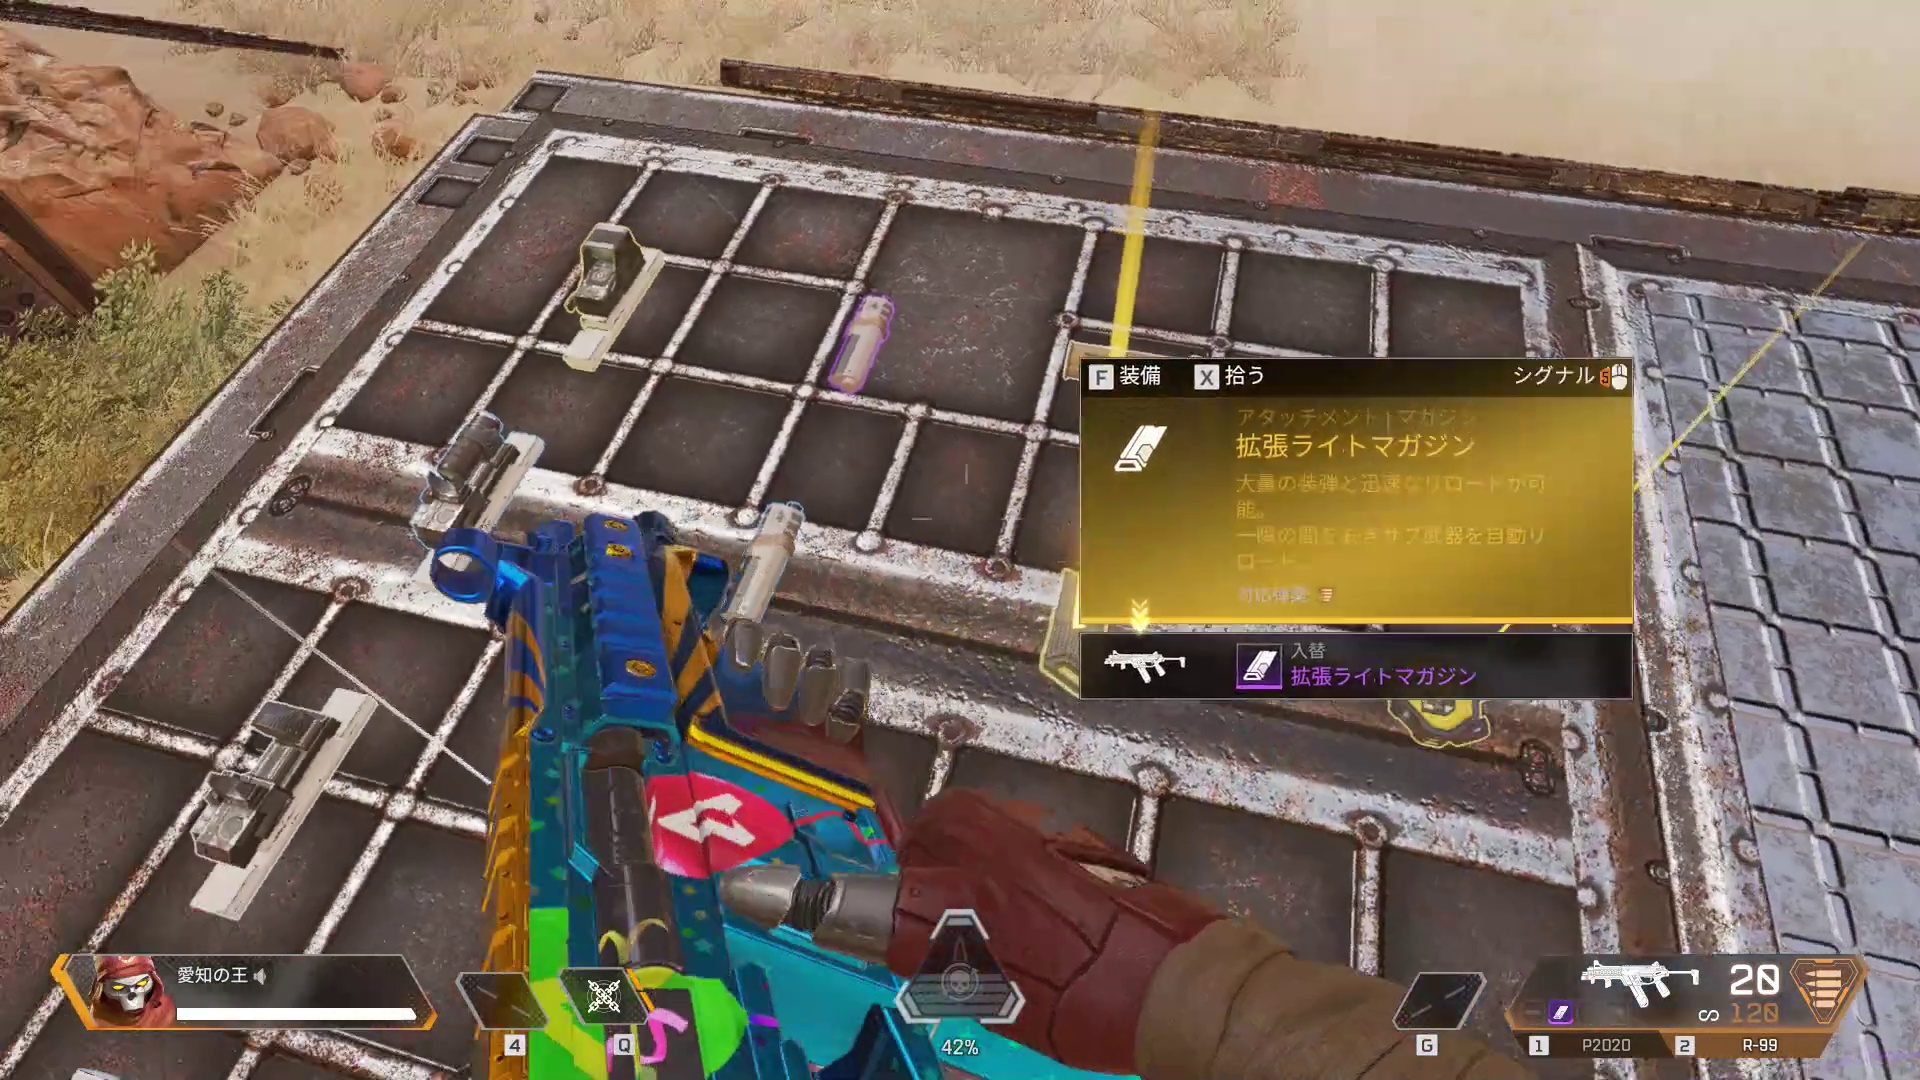 F 装備 X 拾う シグナル 5
アタッチメント | マガジン
拡張ライトマガジン
大量の装弾と迅速なリロードが可
能。
一定の間をおきサブ武器を自動リ
ロード
対応弾薬
入替
拡張ライトマガジン
愛知の王
4
Q
42%
G
20
∞ 120
1 P2020 2 R-99